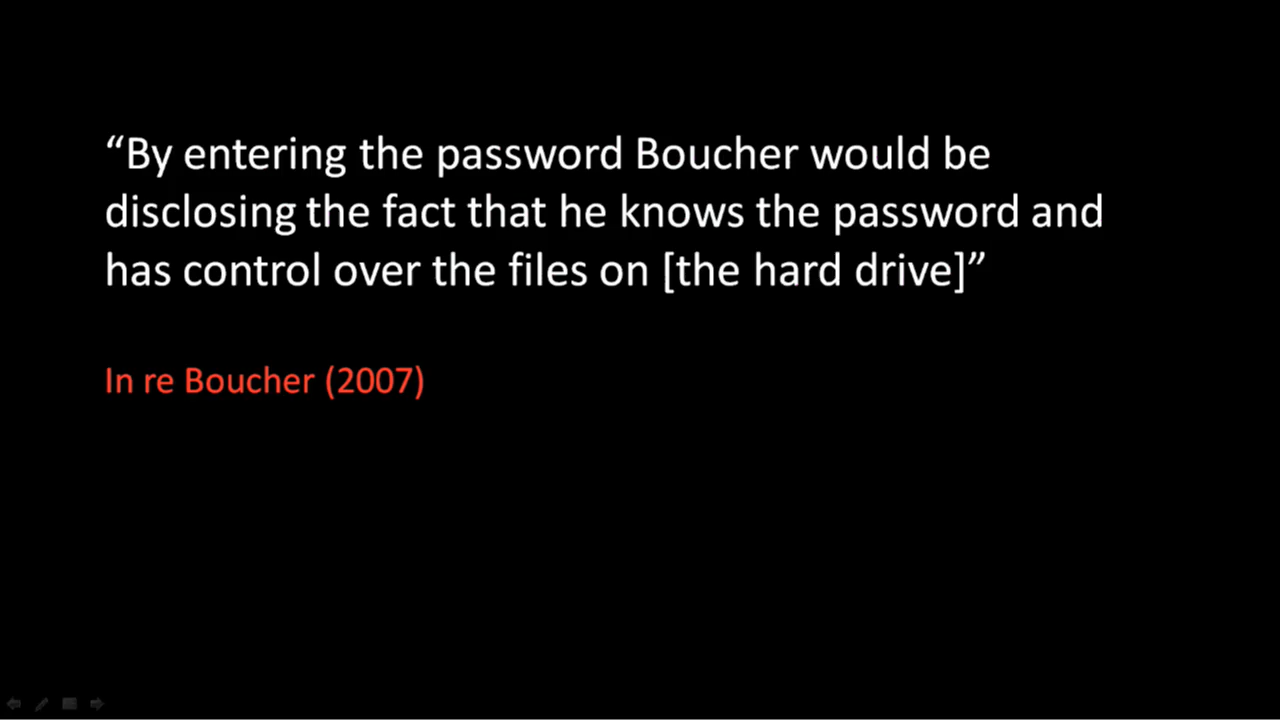 “By entering the password Boucher would be
disclosing the fact that he knows the password and
has control over the files on [the hard drive]”
In re Boucher (2007)